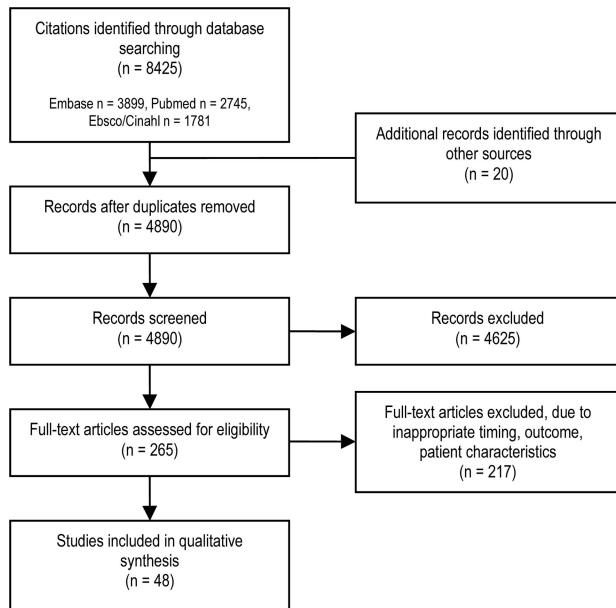 Citations identified through database
searching
(n = 8425)
Embase n = 3899, Pubmed n = 2745,
Ebsco/Cinahl n = 1781
Additional records identified through
other sources
(n = 20)
Records after duplicates removed
(n = 4890)
Records screened
(n = 4890)
Records excluded
(n = 4625)
Full-text articles assessed for eligibility
(n = 265)
Full-text articles excluded, due to
inappropriate timing, outcome,
patient characteristics
(n = 217)
Studies included in qualitative
synthesis
(n = 48)